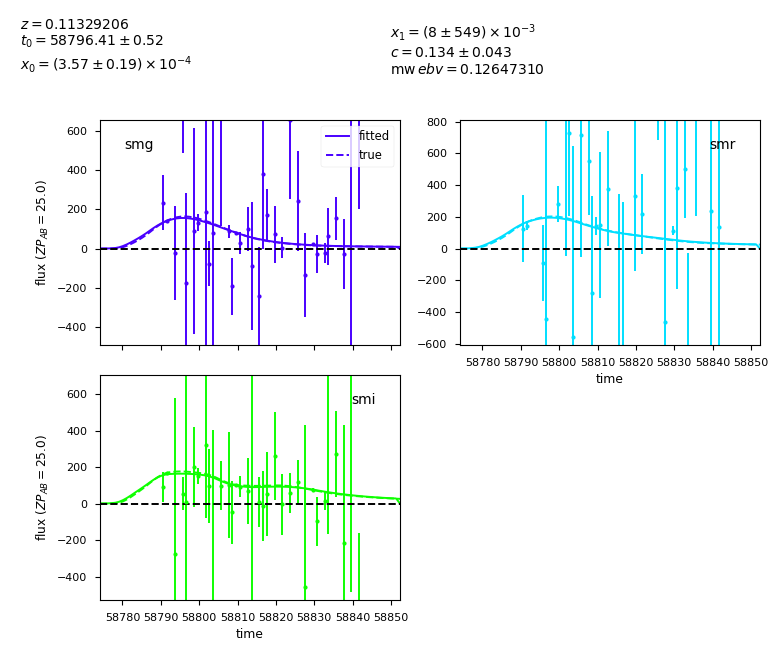 z = 0.11329206
t₀ = 58796.41 ± 0.52
x₀ = (3.57 ± 0.19) × 10⁻⁴
x₁ = (8 ± 549) × 10⁻³
c = 0.134 ± 0.043
mw ebv = 0.12647310
smg
fitted
true
600
400
200
0
−200
−400
flux (ZP_AB = 25.0)
smr
800
600
400
200
0
−200
−400
−600
58780 58790 58800 58810 58820 58830 58840 58850
time
smi
600
400
200
0
−200
−400
flux (ZP_AB = 25.0)
58780 58790 58800 58810 58820 58830 58840 58850
time